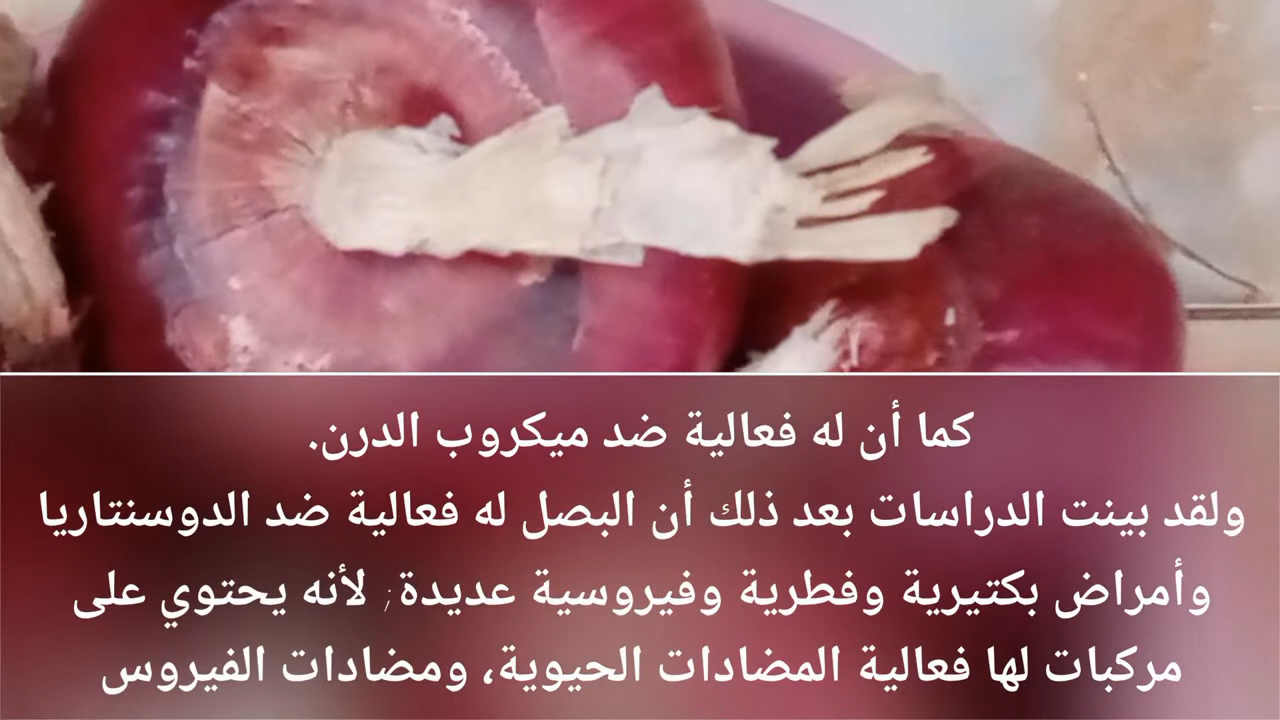 كما أن له فعالية ضد ميكروب الدرن.
ولقد بينت الدراسات بعد ذلك أن البصل له فعالية ضد الدوسنتاريا
وأمراض بكتيرية وفطرية وفيروسية عديدة; لأنه يحتوي على
مركبات لها فعالية المضادات الحيوية، ومضادات الفيروس